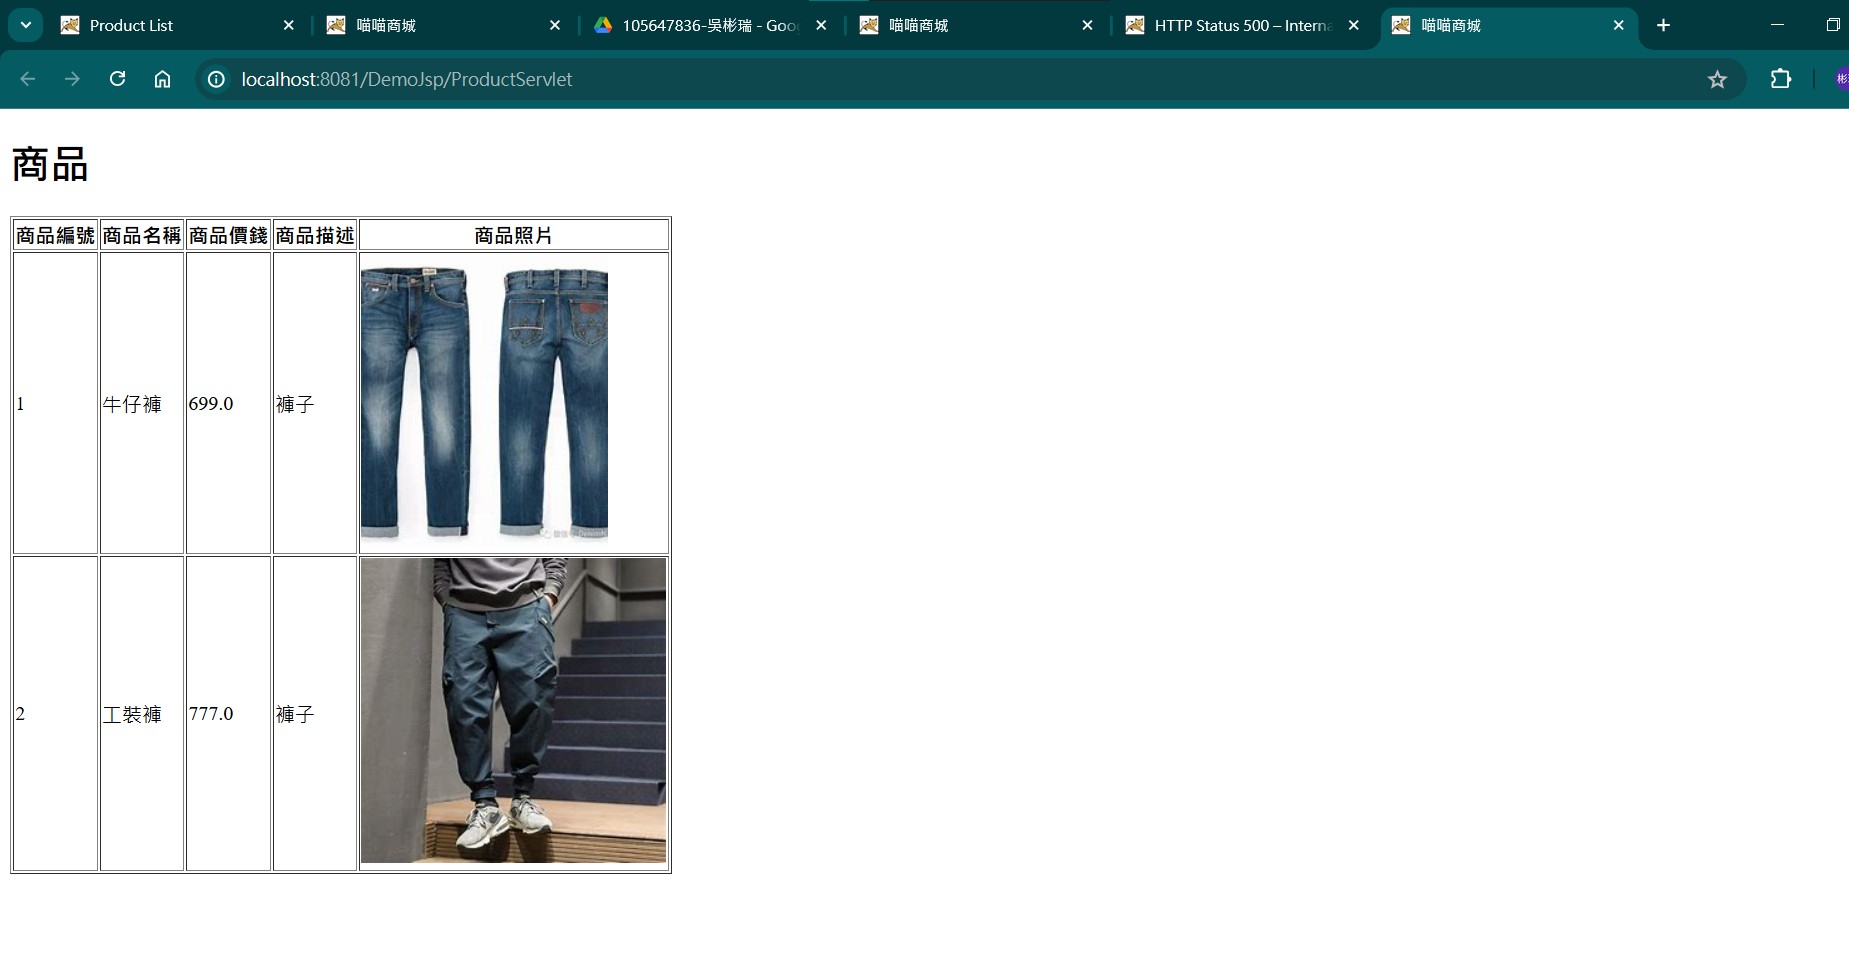 Product List
喵喵商城
105647836-吳彬瑞 - Goo
喵喵商城
HTTP Status 500 – Interna
喵喵商城
localhost:8081/DemoJsp/ProductServlet
商品
商品編號 商品名稱 商品價錢 商品描述 商品照片
1 牛仔褲 699.0 褲子
2 工裝褲 777.0 褲子